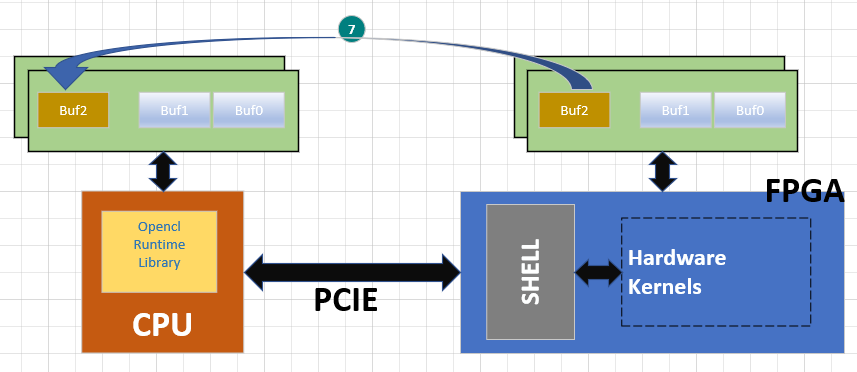 7
Buf2
Buf1
Buf0
Buf2
Buf1
Buf0
FPGA
Opencl
Runtime
Library
CPU
PCIE
SHELL
Hardware
Kernels